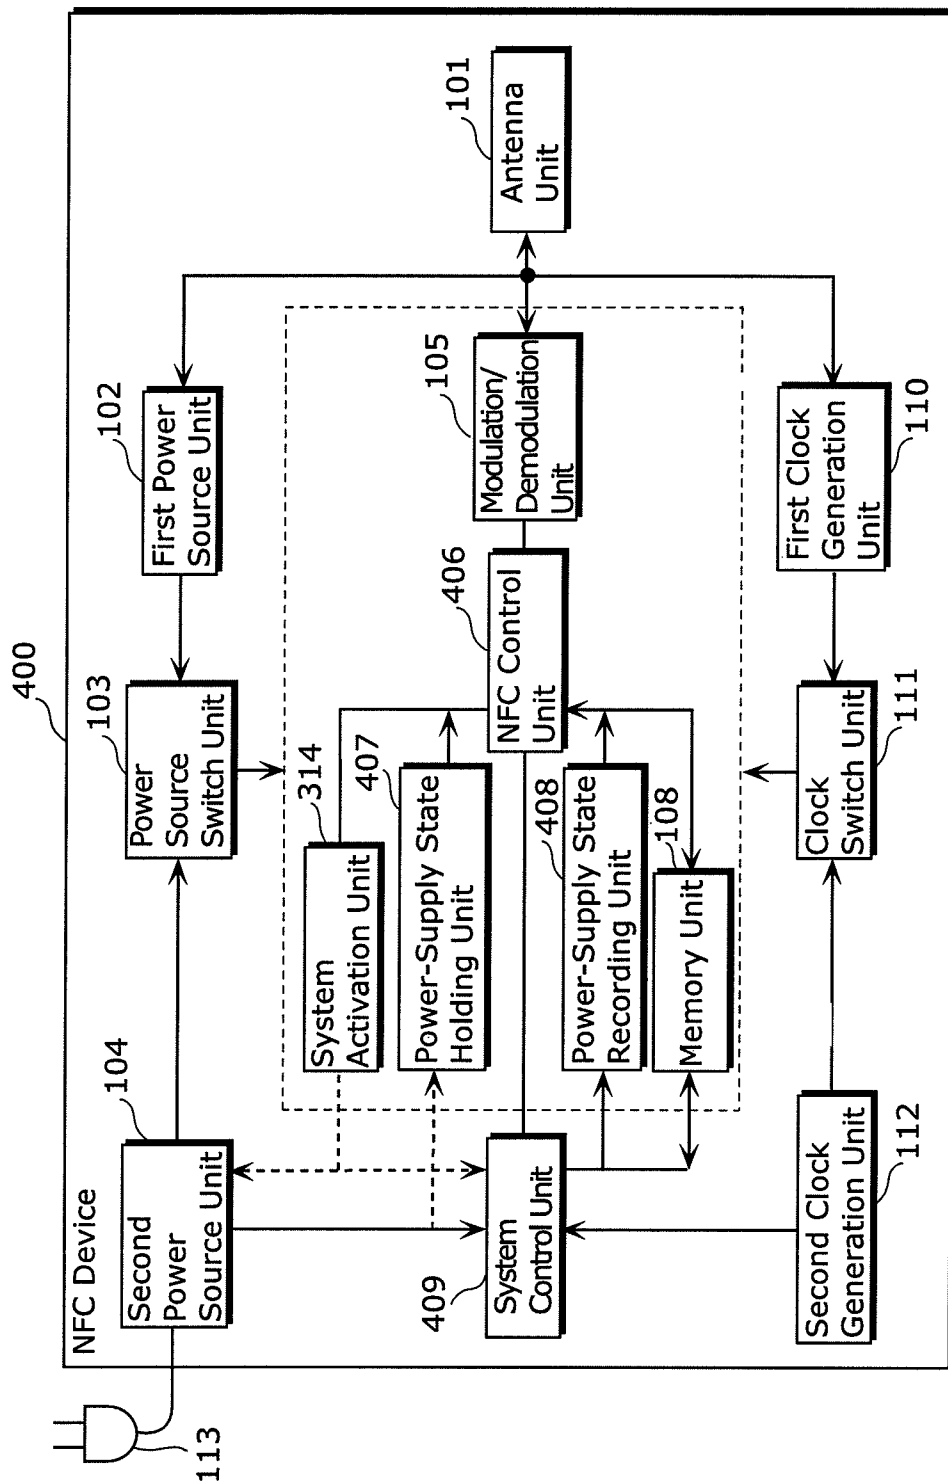 400
NFC Device
113
104
Second
Power
Source Unit
103
Power
Source
Switch Unit
102
First Power
Source Unit
314
System
Activation Unit
407
Power-Supply State
Holding Unit
409
System
Control Unit
406
NFC Control
Unit
105
Modulation/
Demodulation
Unit
101
Antenna
Unit
408
Power-Supply State
Recording Unit
108
Memory Unit
Second Clock
Generation Unit
112
Clock
Switch Unit
111
First Clock
Generation
Unit
110